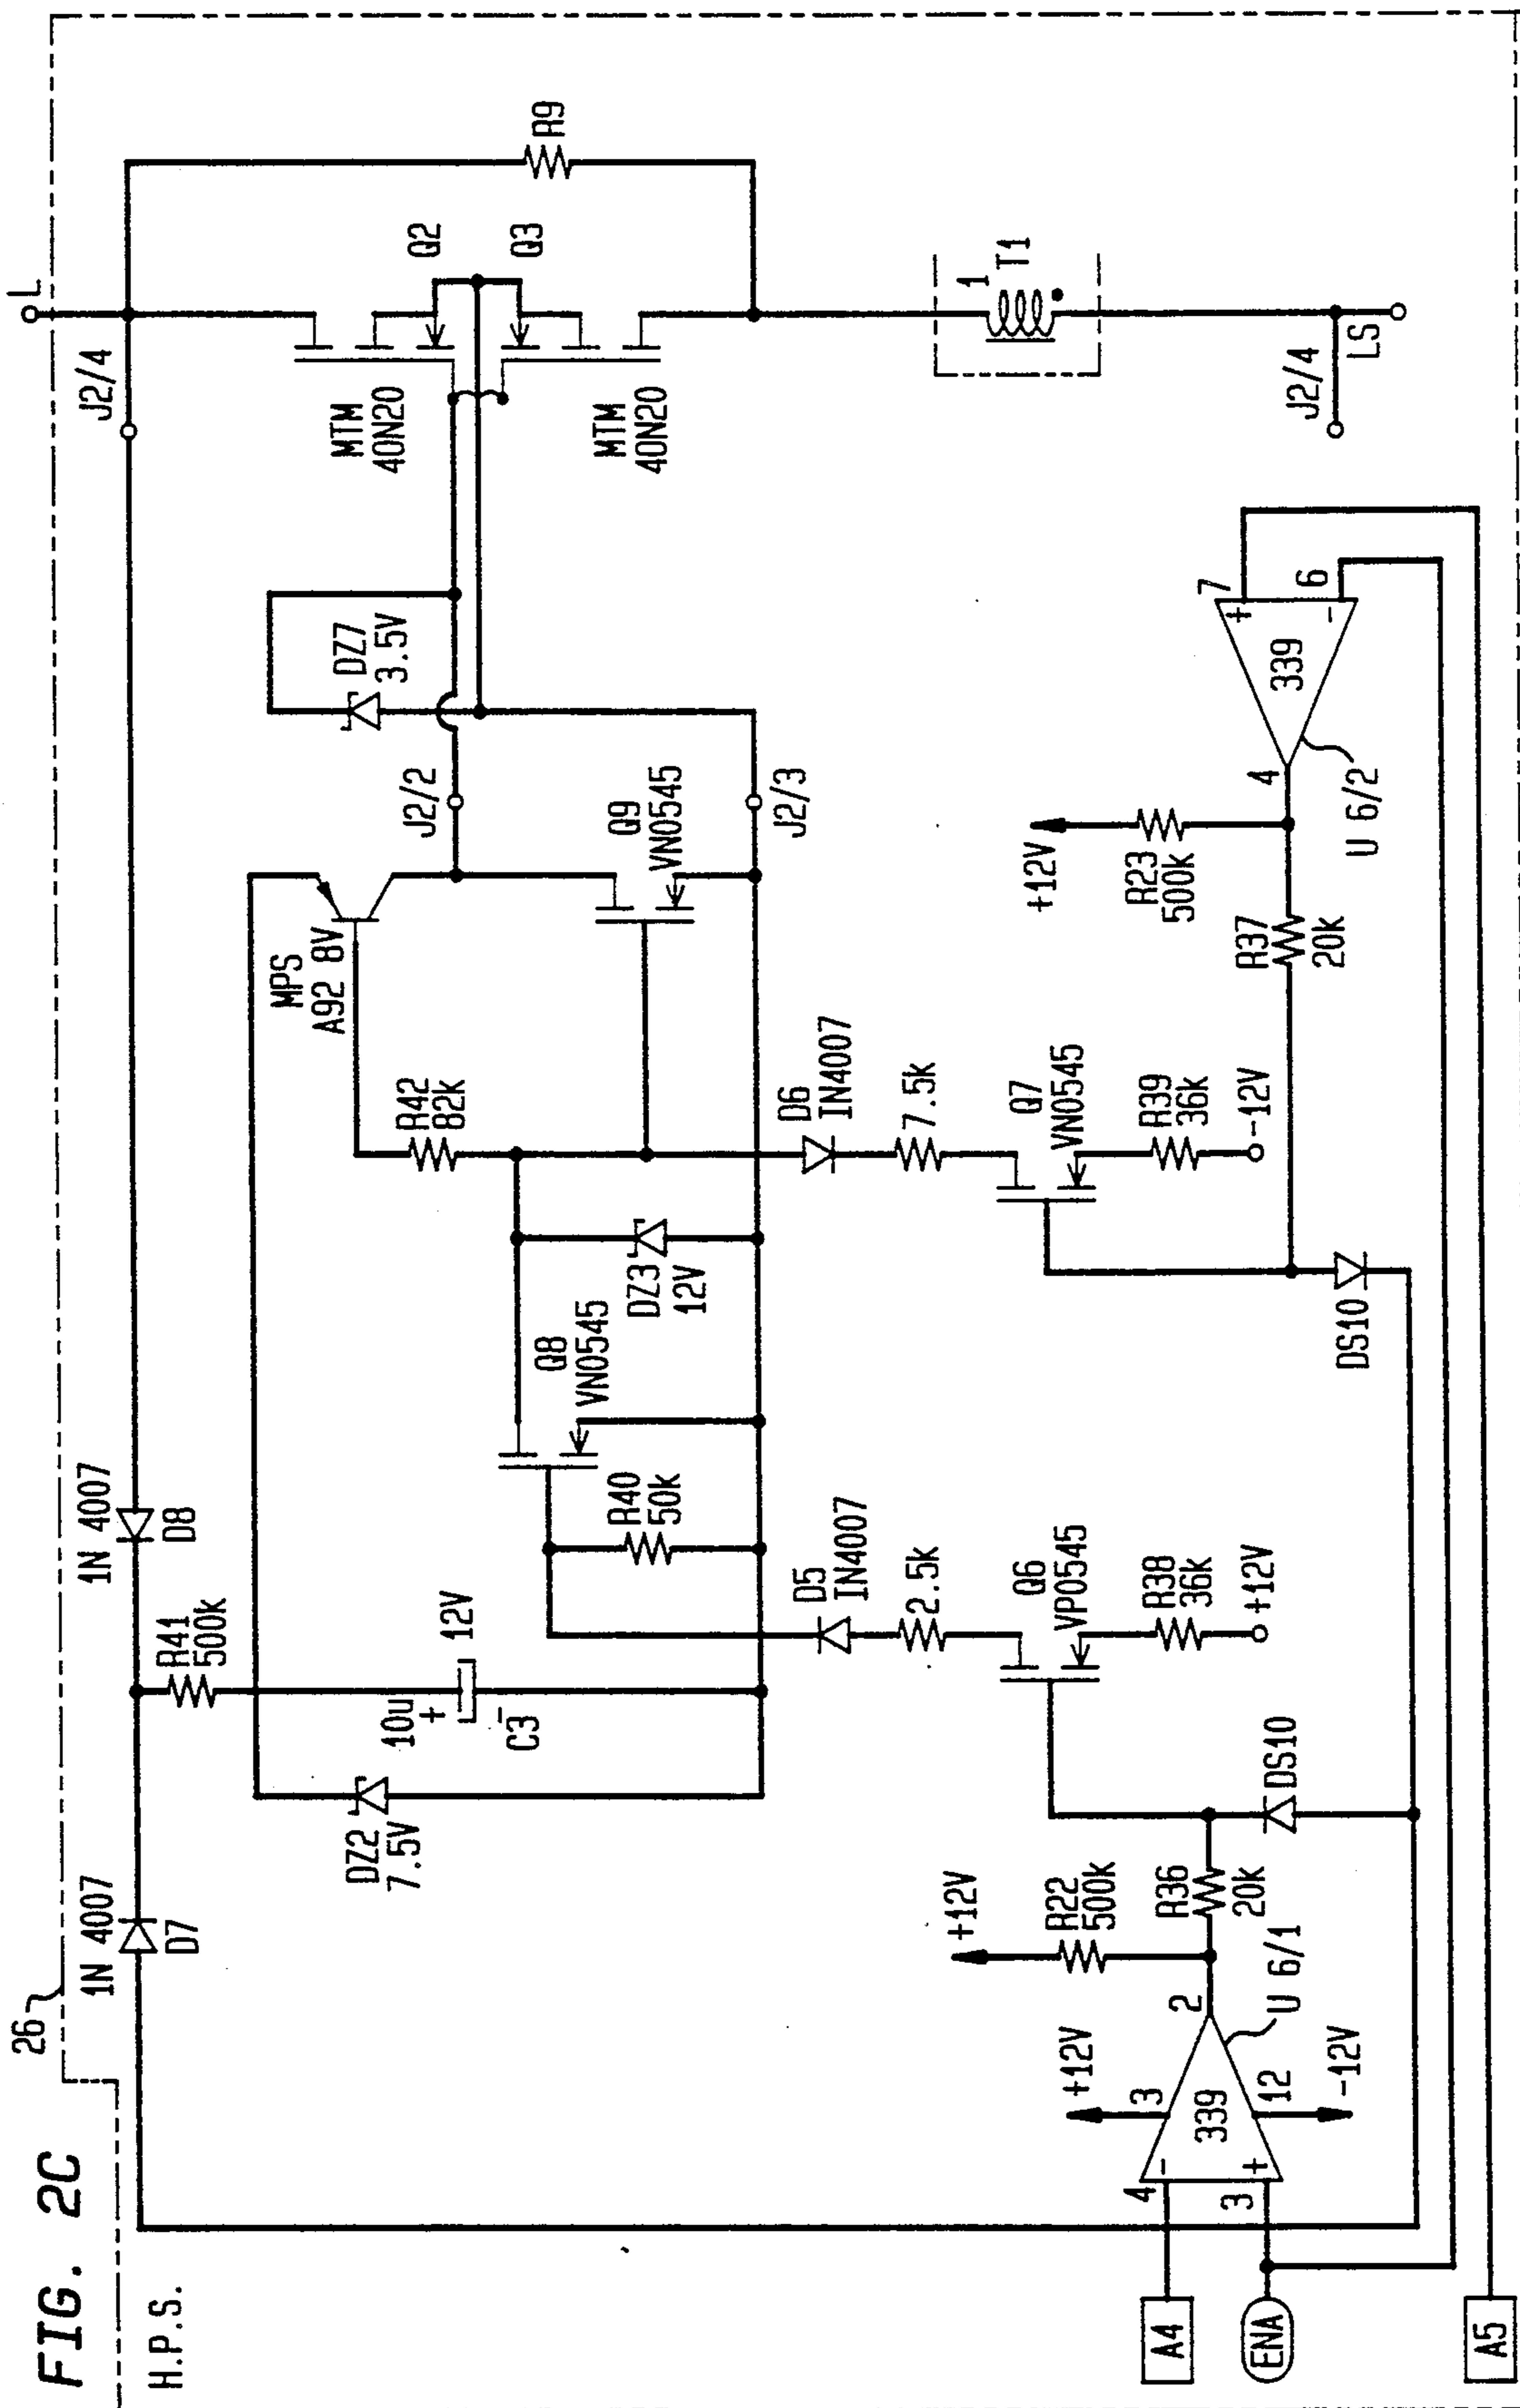 FIG. 2C
H.P.S.
26
1N 4007
D7
1N 4007
D8
J2/4
L
R41
500k
DZ2
7.5V
10u
+
-
C3
12V
R40
50k
Q8
VN0545
DZ3
12V
R42
82k
MPS
A92 8V
Q9
VN0545
J2/2
J2/3
DZ7
3.5V
MTM
40N20
MTM
40N20
Q2
Q3
R9
1
T1
J2/4
LS
D5
IN4007
2.5k
Q6
VP0545
R38
36k
+12V
D6
IN4007
7.5k
Q7
VN0545
R39
36k
-12V
+12V
R22
500k
R36
20k
DS10
+12V
3
4
-
339
2
3
+
12
-12V
U 6/1
DS10
R37
20k
+12V
R23
500k
4
339
+
7
-
6
U 6/2
A4
ENA
A5